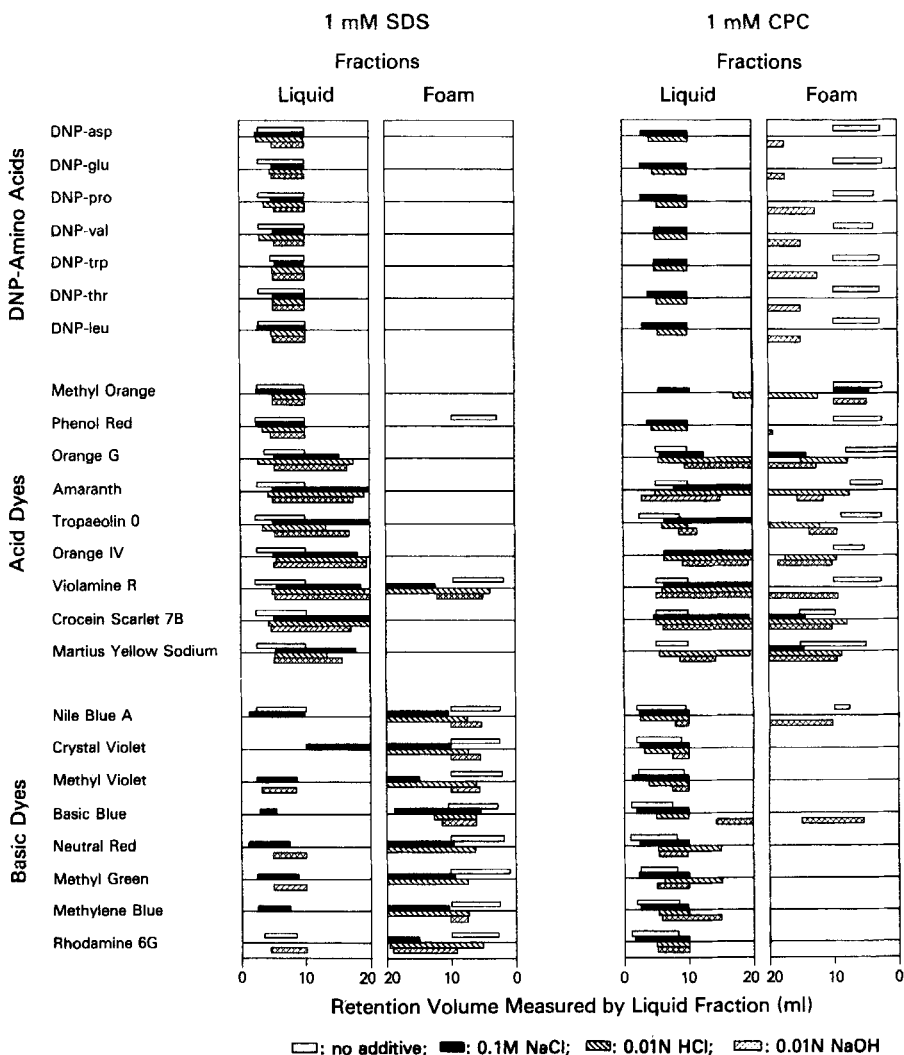 1 mM SDS 1 mM CPC
Fractions Fractions
Liquid Foam Liquid Foam
DNP-Amino Acids
DNP-asp
DNP-glu
DNP-pro
DNP-val
DNP-trp
DNP-thr
DNP-leu
Acid Dyes
Methyl Orange
Phenol Red
Orange G
Amaranth
Tropaeolin 0
Orange IV
Violamine R
Crocein Scarlet 7B
Martius Yellow Sodium
Basic Dyes
Nile Blue A
Crystal Violet
Methyl Violet
Basic Blue
Neutral Red
Methyl Green
Methylene Blue
Rhodamine 6G
0 10 20 10 0 0 10 20 10 0
Retention Volume Measured by Liquid Fraction (ml)
: no additive; : 0.1M NaCl; : 0.01N HCl; : 0.01N NaOH